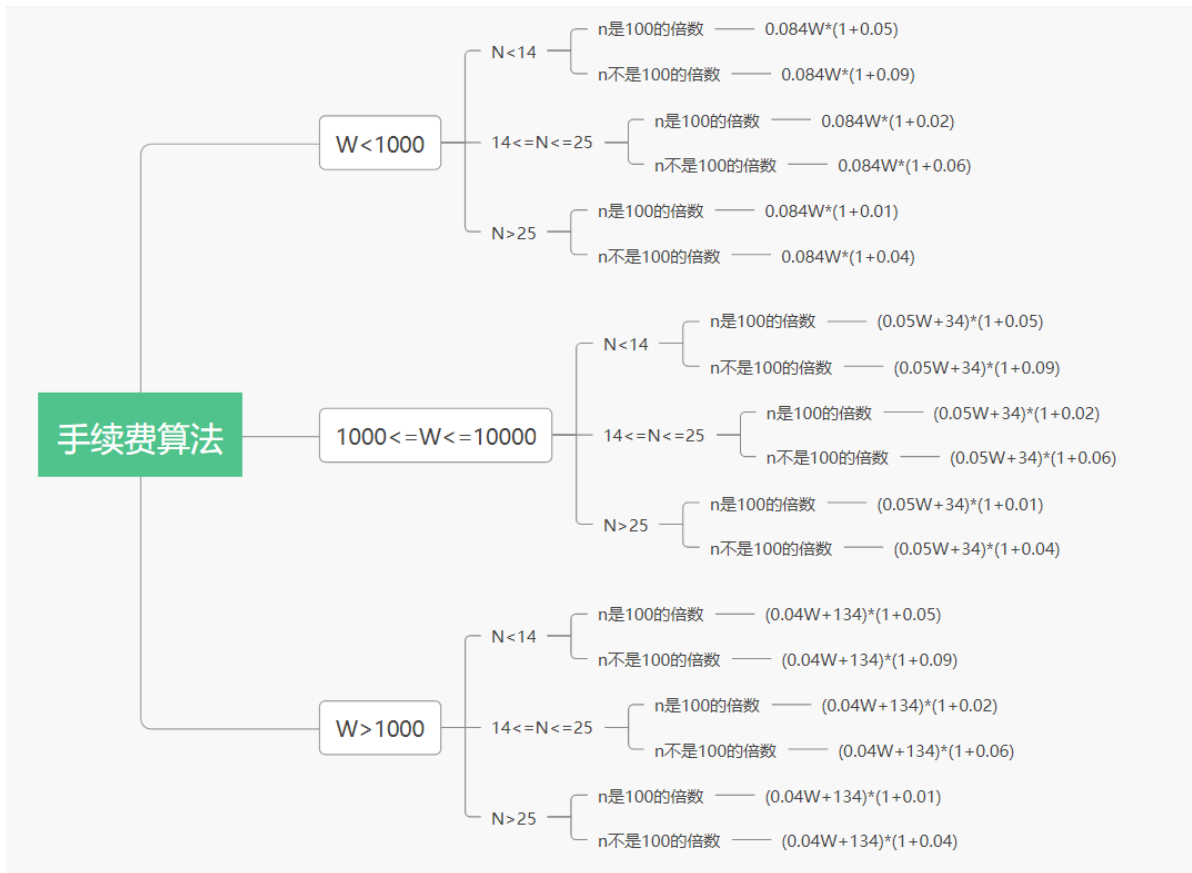 手续费算法
W<1000
N<14
n是100的倍数
0.084W*(1+0.05)
n不是100的倍数
0.084W*(1+0.09)
14<=N<=25
n是100的倍数
0.084W*(1+0.02)
n不是100的倍数
0.084W*(1+0.06)
N>25
n是100的倍数
0.084W*(1+0.01)
n不是100的倍数
0.084W*(1+0.04)
1000<=W<=10000
N<14
n是100的倍数
(0.05W+34)*(1+0.05)
n不是100的倍数
(0.05W+34)*(1+0.09)
14<=N<=25
n是100的倍数
(0.05W+34)*(1+0.02)
n不是100的倍数
(0.05W+34)*(1+0.06)
N>25
n是100的倍数
(0.05W+34)*(1+0.01)
n不是100的倍数
(0.05W+34)*(1+0.04)
W>1000
N<14
n是100的倍数
(0.04W+134)*(1+0.05)
n不是100的倍数
(0.04W+134)*(1+0.09)
14<=N<=25
n是100的倍数
(0.04W+134)*(1+0.02)
n不是100的倍数
(0.04W+134)*(1+0.06)
N>25
n是100的倍数
(0.04W+134)*(1+0.01)
n不是100的倍数
(0.04W+134)*(1+0.04)